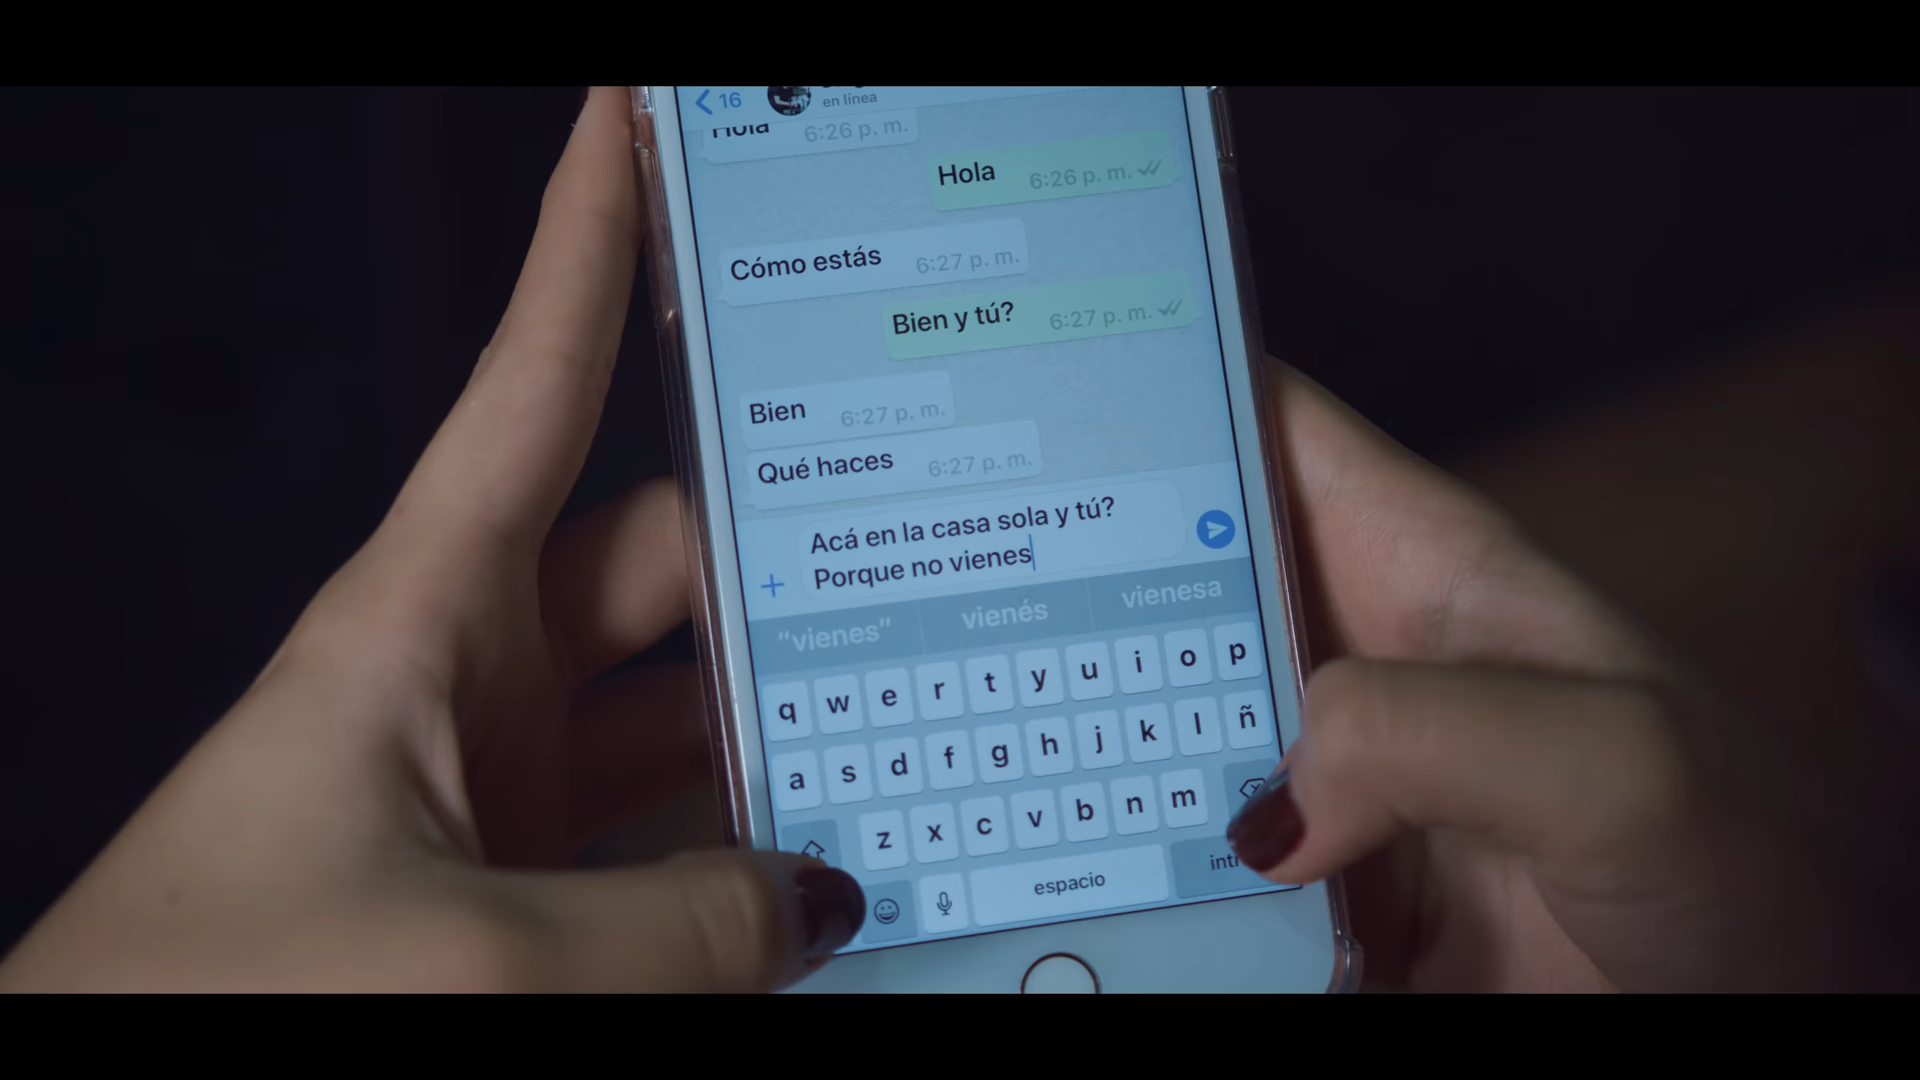 16
en línea
Hola 6:26 p. m.
Hola 6:26 p. m.
Cómo estás 6:27 p. m.
Bien y tú? 6:27 p. m.
Bien 6:27 p. m.
Qué haces 6:27 p. m.
Acá en la casa sola y tú?
Porque no vienes
“vienes” vienés vienesa
q w e r t y u i o p
a s d f g h j k l ñ
z x c v b n m
espacio